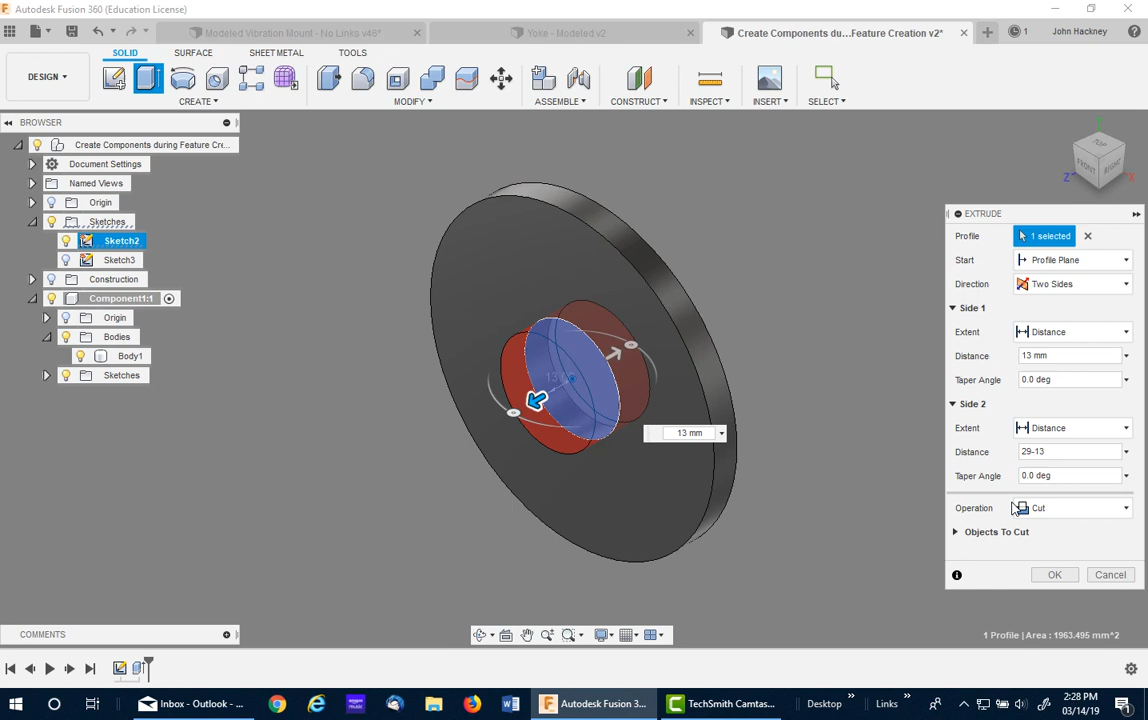 Autodesk Fusion 360 (Education License)
Modeled Vibration Mount - No Links v46*
Yoke - Modeled v2
Create Components du...Feature Creation v2*
1
John Hackney
DESIGN
SOLID
SURFACE
SHEET METAL
TOOLS
CREATE
MODIFY
ASSEMBLE
CONSTRUCT
INSPECT
INSERT
SELECT
BROWSER
Create Components during Feature Cre...
Document Settings
Named Views
Origin
Sketches
Sketch2
Sketch3
Construction
Component1:1
Origin
Bodies
Body1
Sketches
TOP
FRONT
RIGHT
Z
X
13 mm
EXTRUDE
Profile 1 selected
Start Profile Plane
Direction Two Sides
Side 1
Extent Distance
Distance 13 mm
Taper Angle 0.0 deg
Side 2
Extent Distance
Distance 29-13
Taper Angle 0.0 deg
Operation Cut
Objects To Cut
OK Cancel
COMMENTS
1 Profile | Area : 1963.495 mm^2
Inbox - Outlook - ...
Autodesk Fusion 3...
TechSmith Camtas...
Desktop
Links
2:28 PM
03/14/19
1